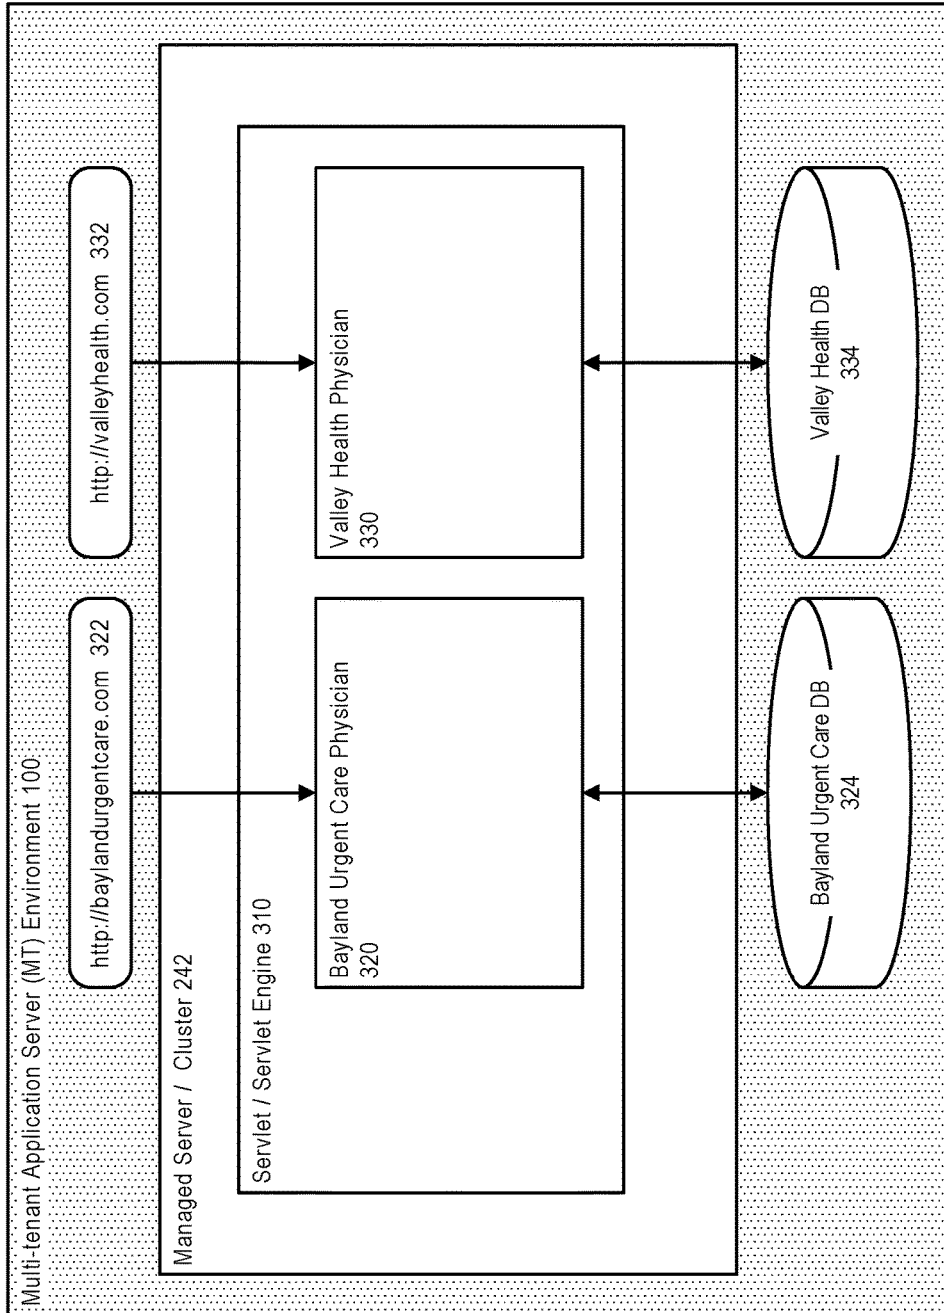 Multi-tenant Application Server (MT) Environment 100
http://baylandurgentcare.com 322
http://valleyhealth.com 332
Managed Server / Cluster 242
Servlet / Servlet Engine 310
Bayland Urgent Care Physician
320
Valley Health Physician
330
Bayland Urgent Care DB
324
Valley Health DB
334